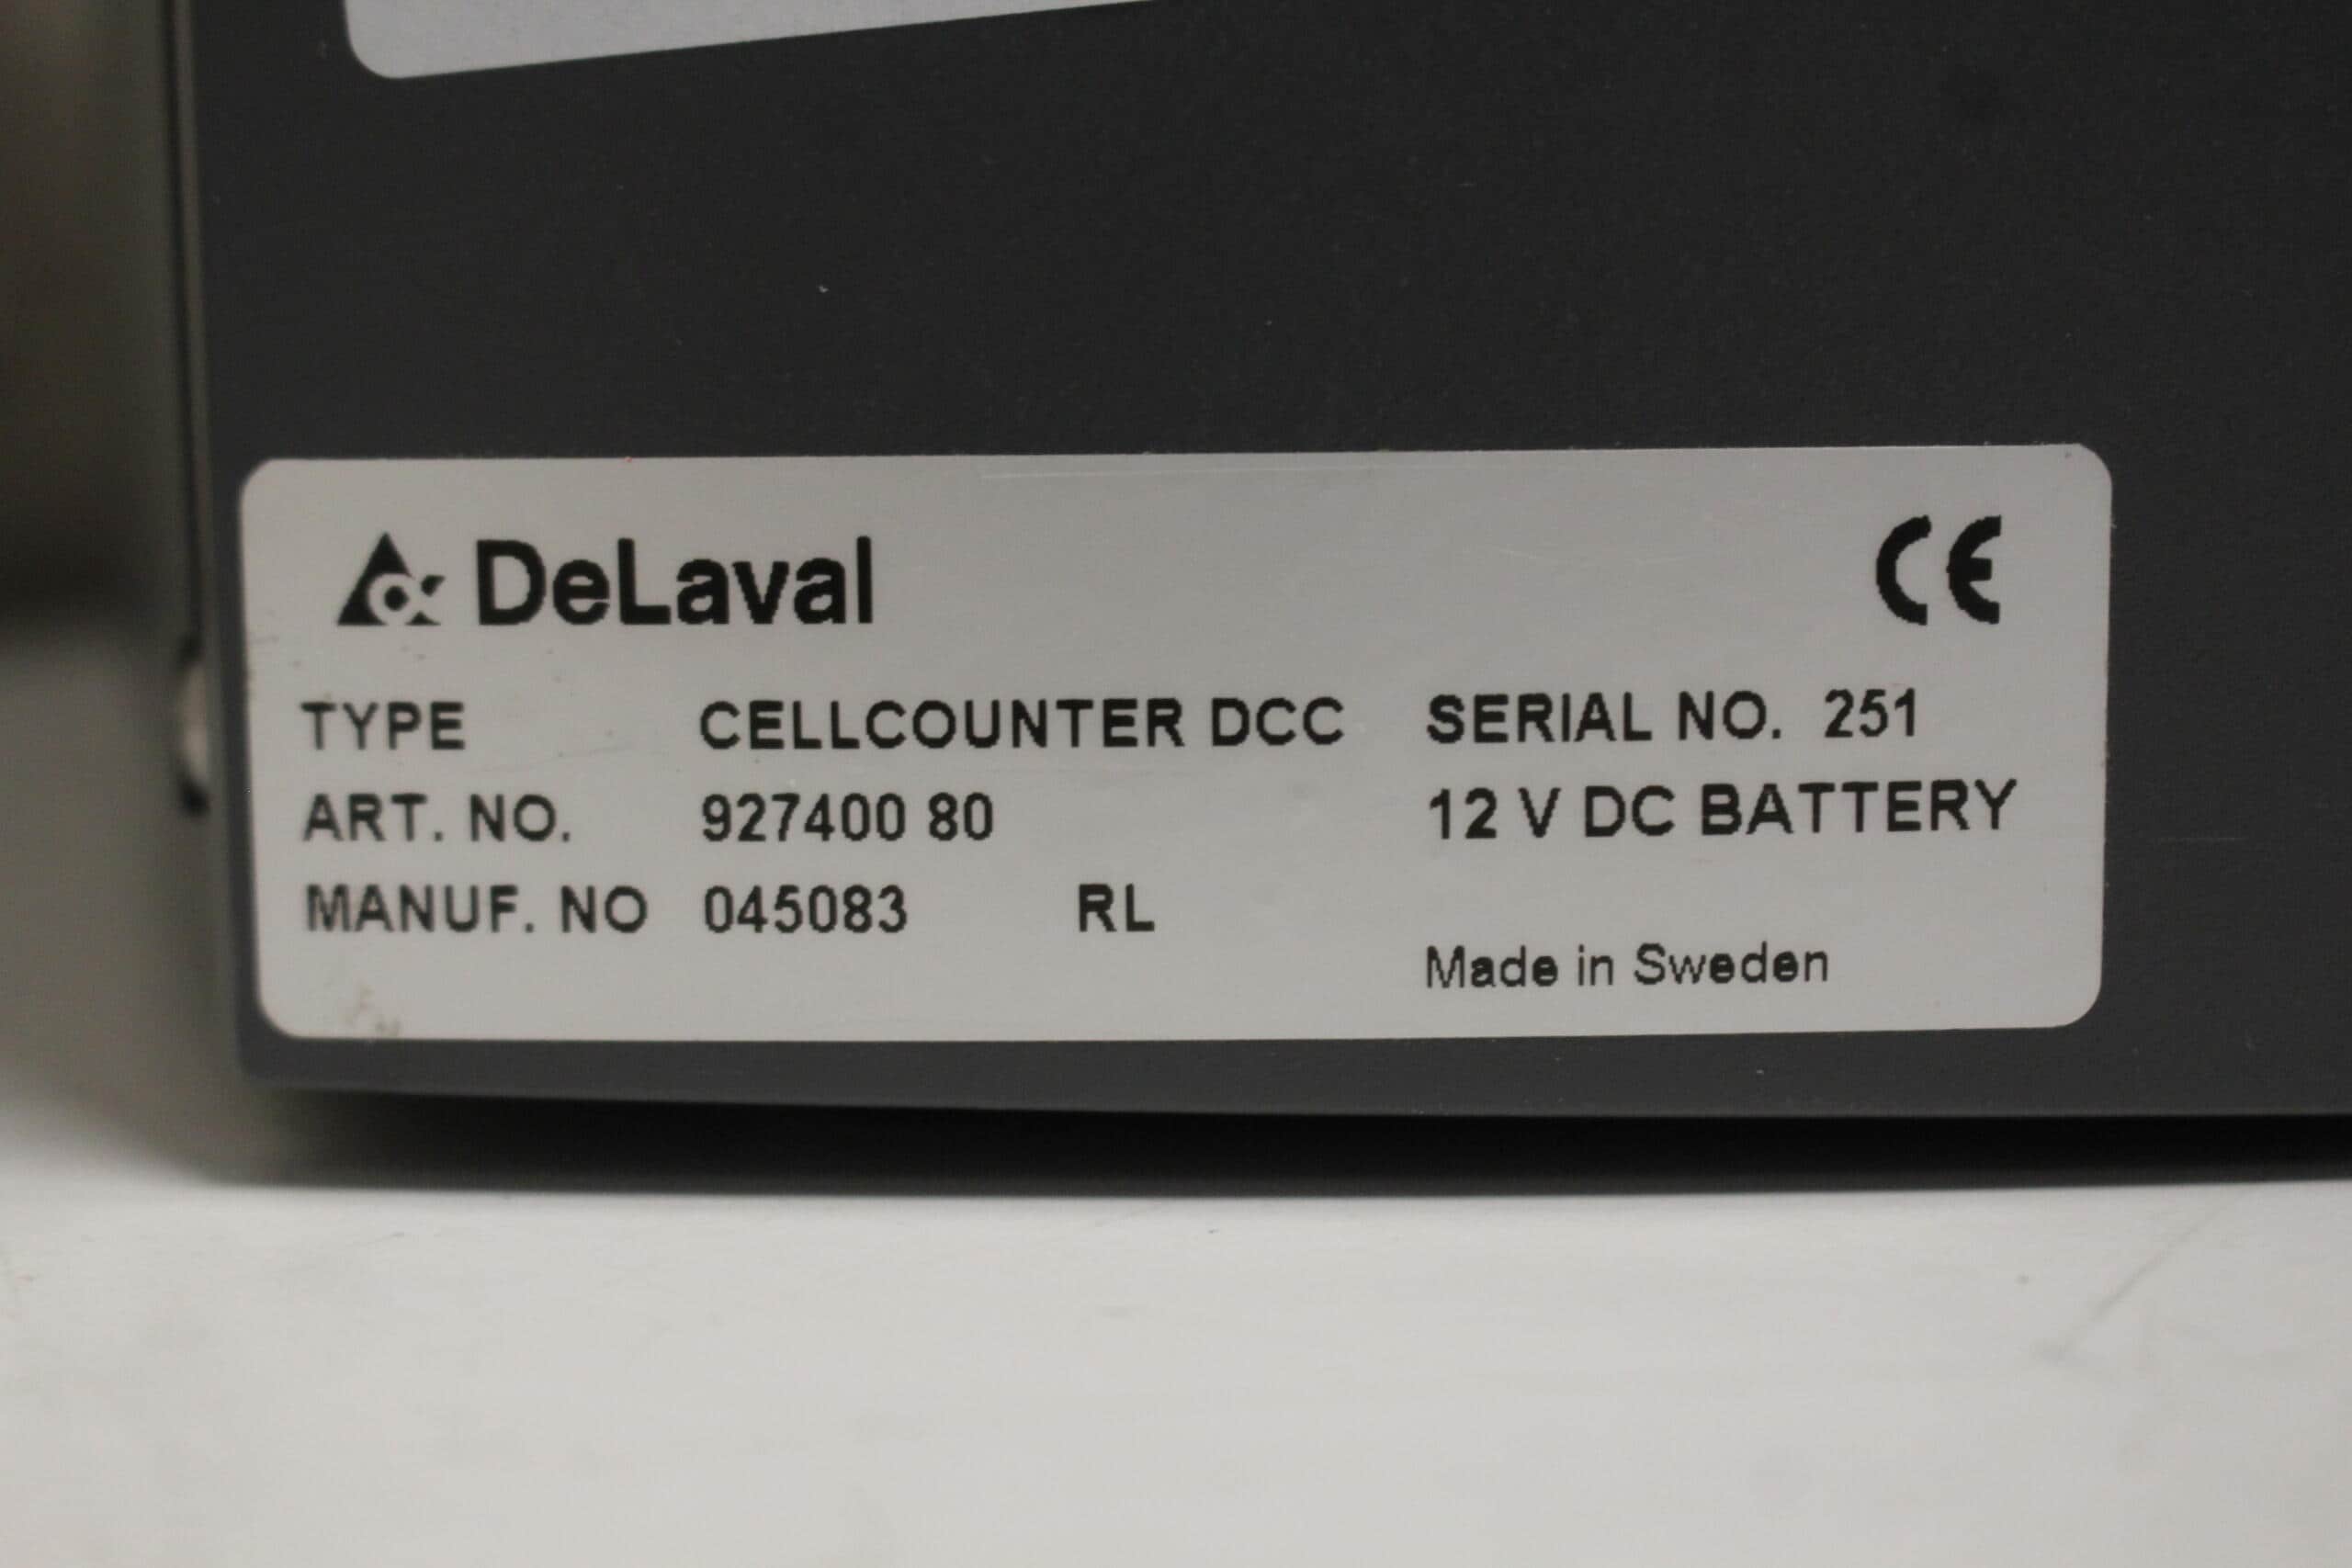 DeLaval CE
TYPE CELLCOUNTER DCC SERIAL NO. 251
ART. NO. 927400 80 12 V DC BATTERY
MANUF. NO 045083 RL
Made in Sweden